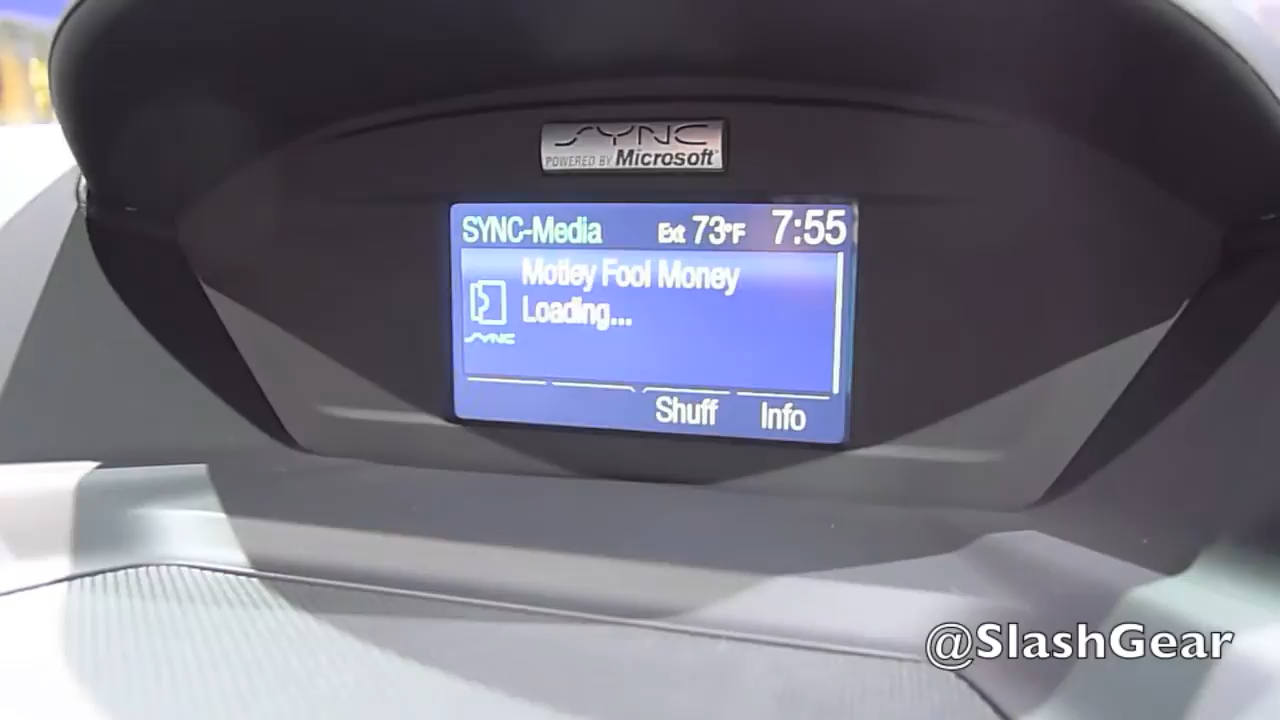 SYNC
POWERED BY Microsoft
SYNC-Media Ext 73°F 7:55
Motley Fool Money
Loading...
SYNC
Shuff Info
@SlashGear